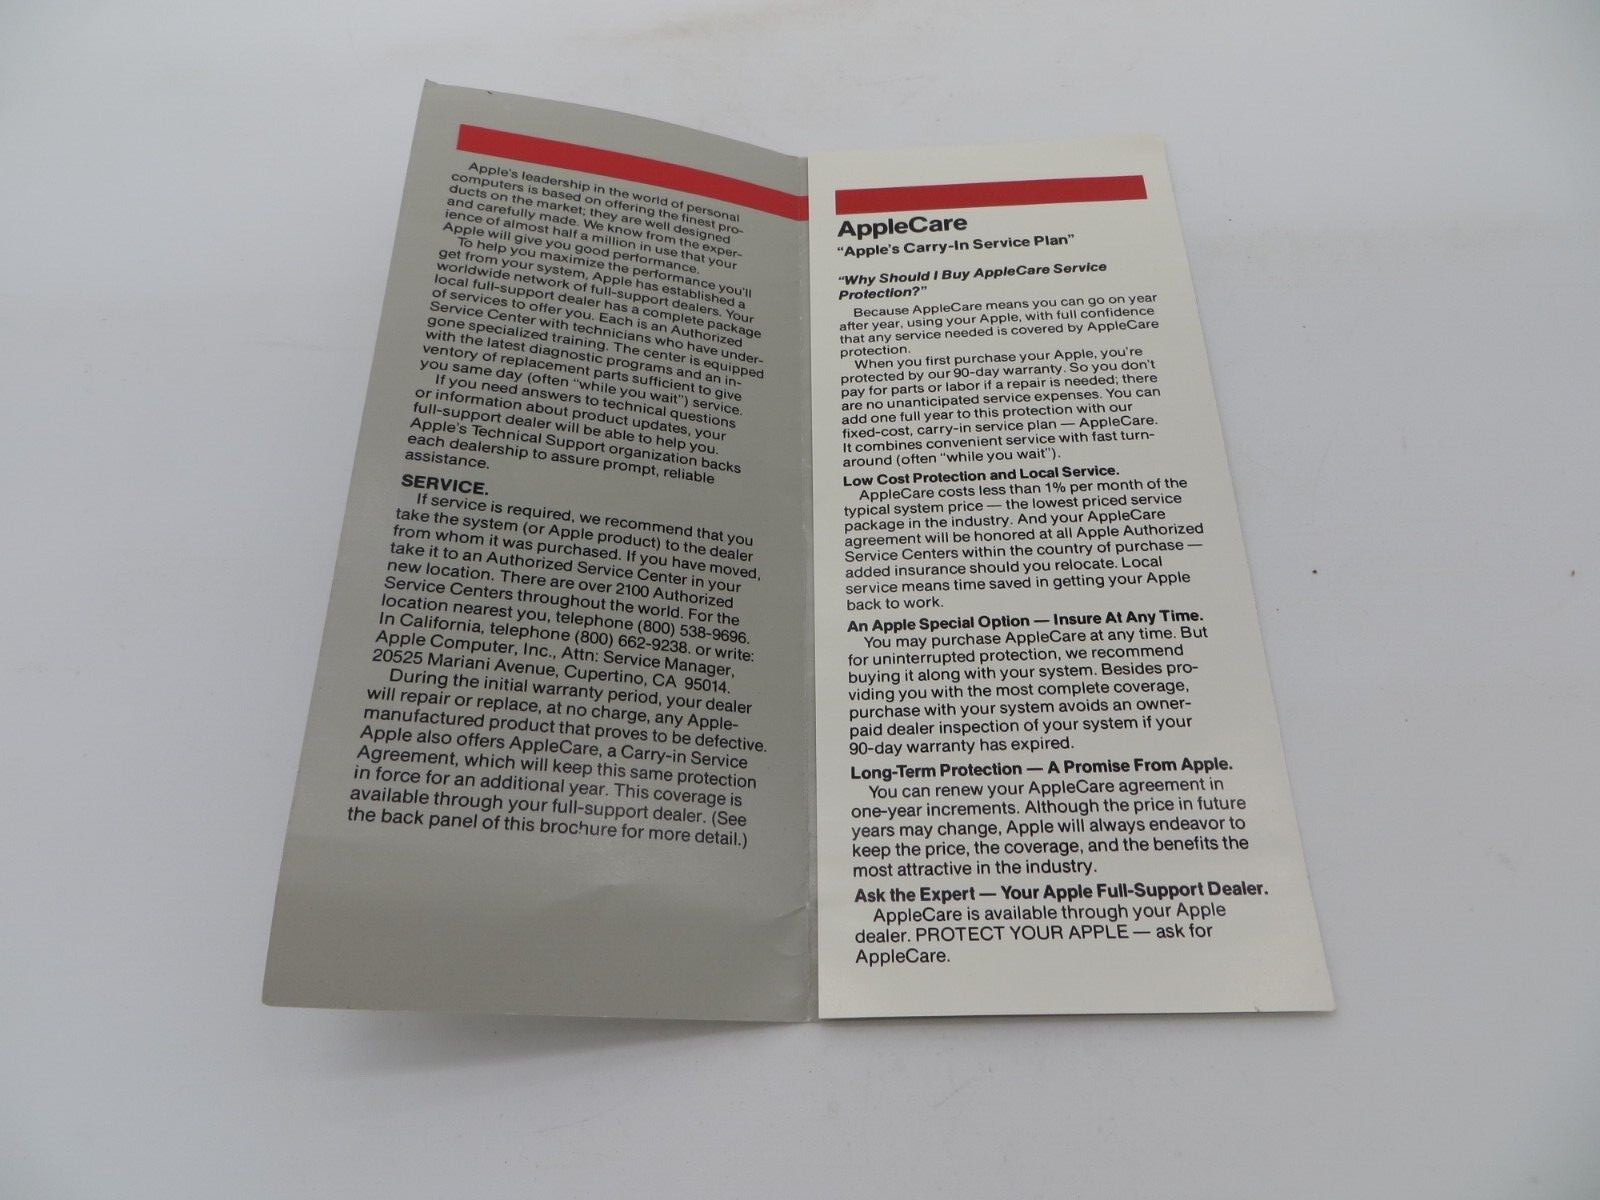 Apple's leadership in the world of personal
computers is based on offering the finest pro-
ducts on the market; they are well designed
and carefully made. We know from the exper-
ience of almost half a million in use that your
Apple will give you good performance.
To help you maximize the performance you'll
get from your system, Apple has established a
worldwide network of full-support dealers. Your
local full-support dealer has a complete package
of services to offer you. Each is an Authorized
Service Center with technicians who have under-
gone specialized training. The center is equipped
with the latest diagnostic programs and an in-
ventory of replacement parts sufficient to give
you same day (often "while you wait") service.
If you need answers to technical questions
or information about product updates, your
full-support dealer will be able to help you.
Apple's Technical Support organization backs
each dealership to assure prompt, reliable
assistance.
SERVICE.
If service is required, we recommend that you
take the system (or Apple product) to the dealer
from whom it was purchased. If you have moved,
take it to an Authorized Service Center in your
new location. There are over 2100 Authorized
Service Centers throughout the world. For the
location nearest you, telephone (800) 538-9696.
In California, telephone (800) 662-9238. or write:
Apple Computer, Inc., Attn: Service Manager,
20525 Mariani Avenue, Cupertino, CA 95014.
During the initial warranty period, your dealer
will repair or replace, at no charge, any Apple-
manufactured product that proves to be defective.
Apple also offers AppleCare, a Carry-in Service
Agreement, which will keep this same protection
in force for an additional year. This coverage is
available through your full-support dealer. (See
the back panel of this brochure for more detail.)
AppleCare
"Apple's Carry-In Service Plan"
"Why Should I Buy AppleCare Service
Protection?"
Because AppleCare means you can go on year
after year, using your Apple, with full confidence
that any service needed is covered by AppleCare
protection.
When you first purchase your Apple, you're
protected by our 90-day warranty. So you don't
pay for parts or labor if a repair is needed; there
are no unanticipated service expenses. You can
add one full year to this protection with our
fixed-cost, carry-in service plan — AppleCare.
It combines convenient service with fast turn-
around (often "while you wait").
Low Cost Protection and Local Service.
AppleCare costs less than 1% per month of the
typical system price — the lowest priced service
package in the industry. And your AppleCare
agreement will be honored at all Apple Authorized
Service Centers within the country of purchase —
added insurance should you relocate. Local
service means time saved in getting your Apple
back to work.
An Apple Special Option — Insure At Any Time.
You may purchase AppleCare at any time. But
for uninterrupted protection, we recommend
buying it along with your system. Besides pro-
viding you with the most complete coverage,
purchase with your system avoids an owner-
paid dealer inspection of your system if your
90-day warranty has expired.
Long-Term Protection — A Promise From Apple.
You can renew your AppleCare agreement in
one-year increments. Although the price in future
years may change, Apple will always endeavor to
keep the price, the coverage, and the benefits the
most attractive in the industry.
Ask the Expert — Your Apple Full-Support Dealer.
AppleCare is available through your Apple
dealer. PROTECT YOUR APPLE — ask for
AppleCare.